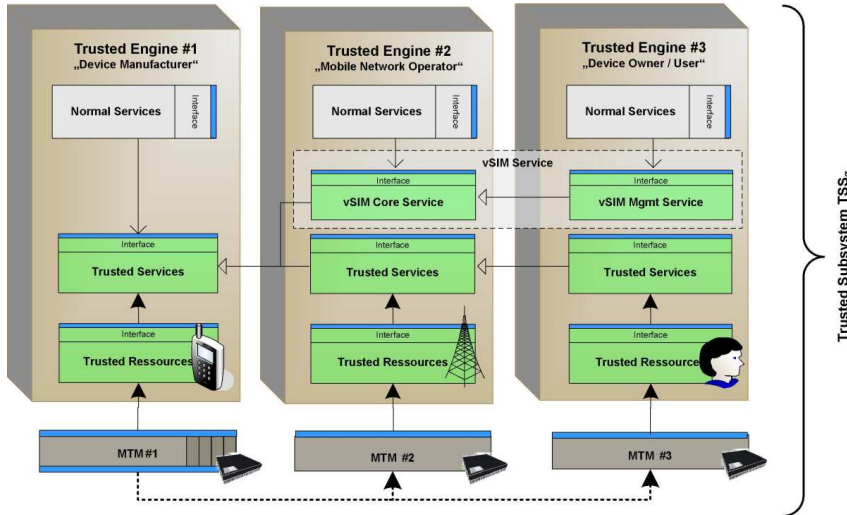 Trusted Engine #1
„Device Manufacturer“
Normal Services
Interface
Interface
Trusted Services
Interface
Trusted Ressources
MTM #1
Trusted Engine #2
„Mobile Network Operator“
Normal Services
Interface
vSIM Service
Interface
vSIM Core Service
Interface
Trusted Services
Interface
Trusted Ressources
MTM #2
Trusted Engine #3
„Device Owner / User“
Normal Services
Interface
Interface
vSIM Mgmt Service
Interface
Trusted Services
Interface
Trusted Ressource
MTM #3
Trusted Subsystem TSS